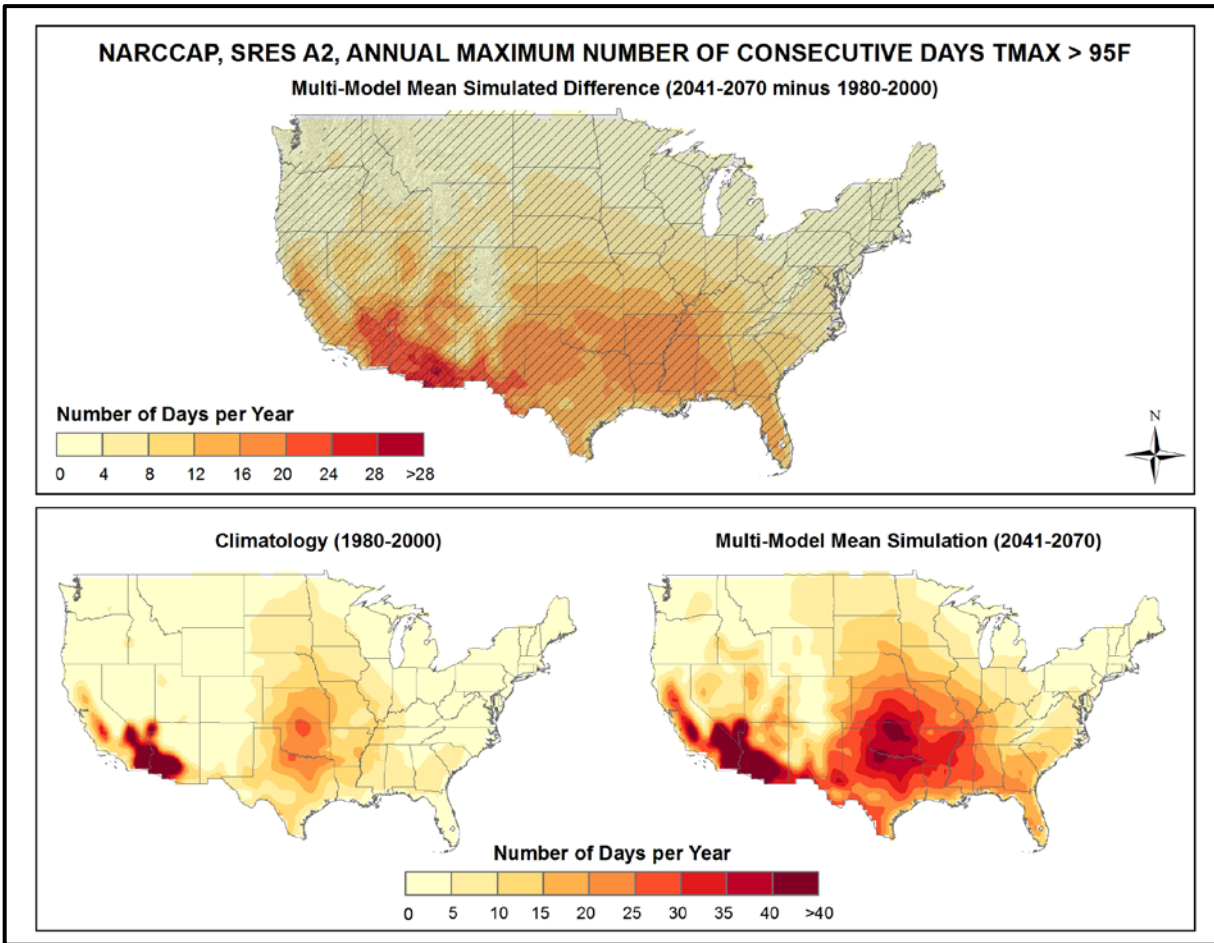 NARCCAP, SRES A2, ANNUAL MAXIMUM NUMBER OF CONSECUTIVE DAYS TMAX > 95F
Multi-Model Mean Simulated Difference (2041-2070 minus 1980-2000)
Number of Days per Year
0 4 8 12 16 20 24 28 >28
N
Climatology (1980-2000)
Multi-Model Mean Simulation (2041-2070)
Number of Days per Year
0 5 10 15 20 25 30 35 40 >40